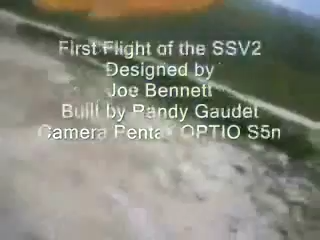 First Flight of the SSV2
Designed by
Joe Bennett
Built by Randy Gaudet
Camera Pentax OPTIO S5n